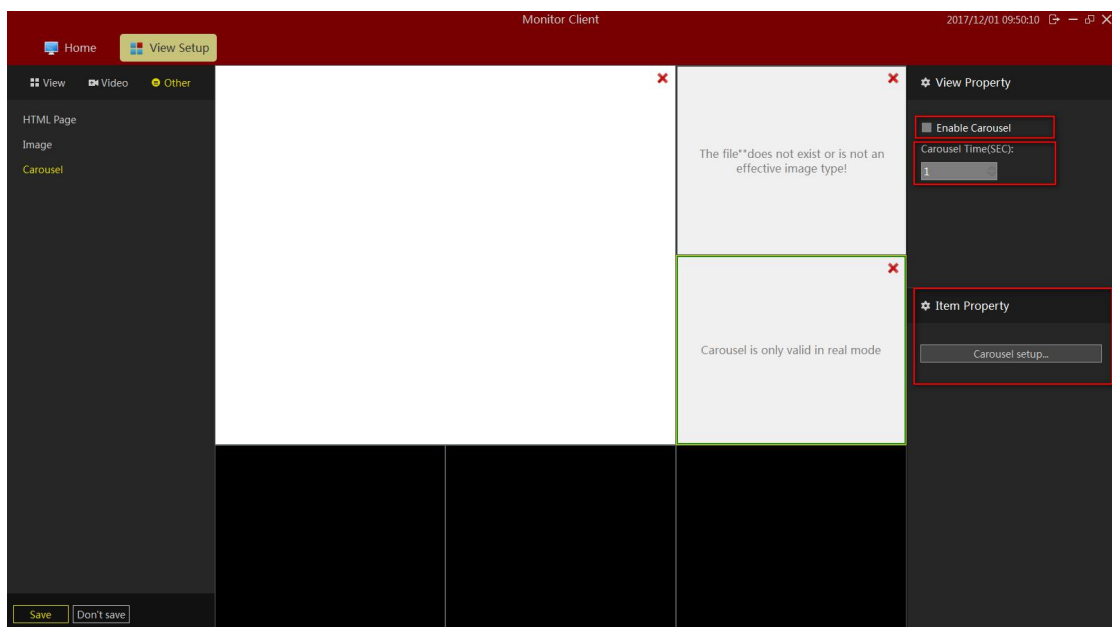 Monitor Client
2017/12/01 09:50:10
Home
View Setup
View
Video
Other
HTML Page
Image
Carousel
The file**does not exist or is not an
effective image type!
Carousel is only valid in real mode
View Property
Enable Carousel
Carousel Time(SEC):
1
Item Property
Carousel setup...
Save
Don't save